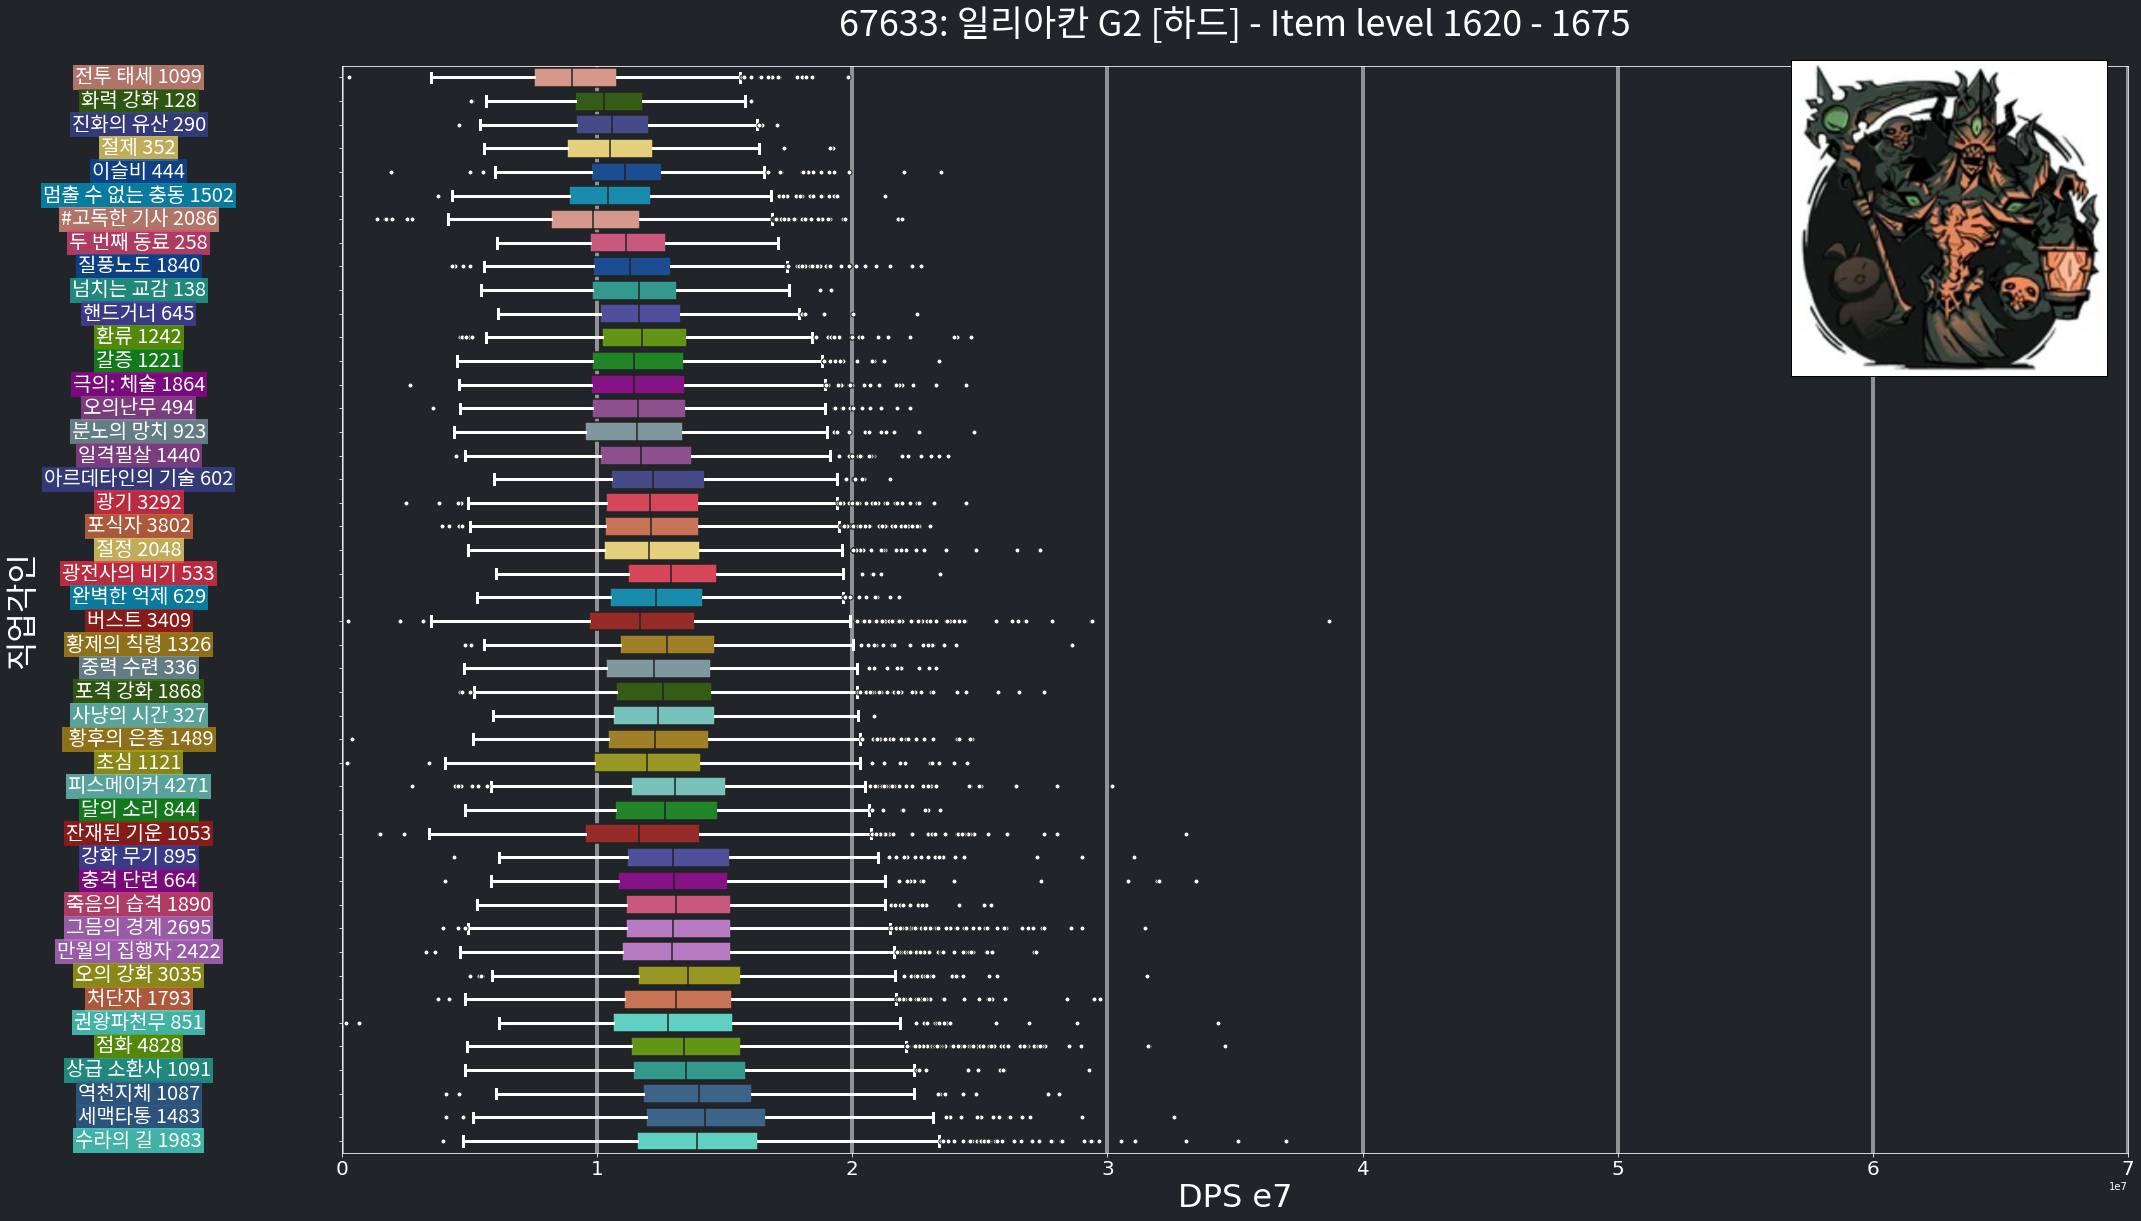 67633: 일리아칸 G2 [하드] - Item level 1620 - 1675
전투 태세 1099
화력 강화 128
진화의 유산 290
절제 352
이슬비 444
멈출 수 없는 충동 1502
#고독한 기사 2086
두 번째 동료 258
질풍노도 1840
넘치는 교감 138
핸드거너 645
환류 1242
갈증 1221
극의: 체술 1864
오의난무 494
분노의 망치 923
일격필살 1440
아르데타인의 기술 602
광기 3292
포식자 3802
절정 2048
광전사의 비기 533
완벽한 억제 629
버스트 3409
황제의 칙령 1326
중력 수련 336
포격 강화 1868
사냥의 시간 327
황후의 은총 1489
초심 1121
피스메이커 4271
달의 소리 844
잔재된 기운 1053
강화 무기 895
충격 단련 664
죽음의 습격 1890
그믐의 경계 2695
만월의 집행자 2422
오의 강화 3035
처단자 1793
권왕파천무 851
점화 4828
상급 소환사 1091
역천지체 1087
세맥타통 1483
수라의 길 1983
직업각인
0 1 2 3 4 5 6 7
1e7
DPS e7